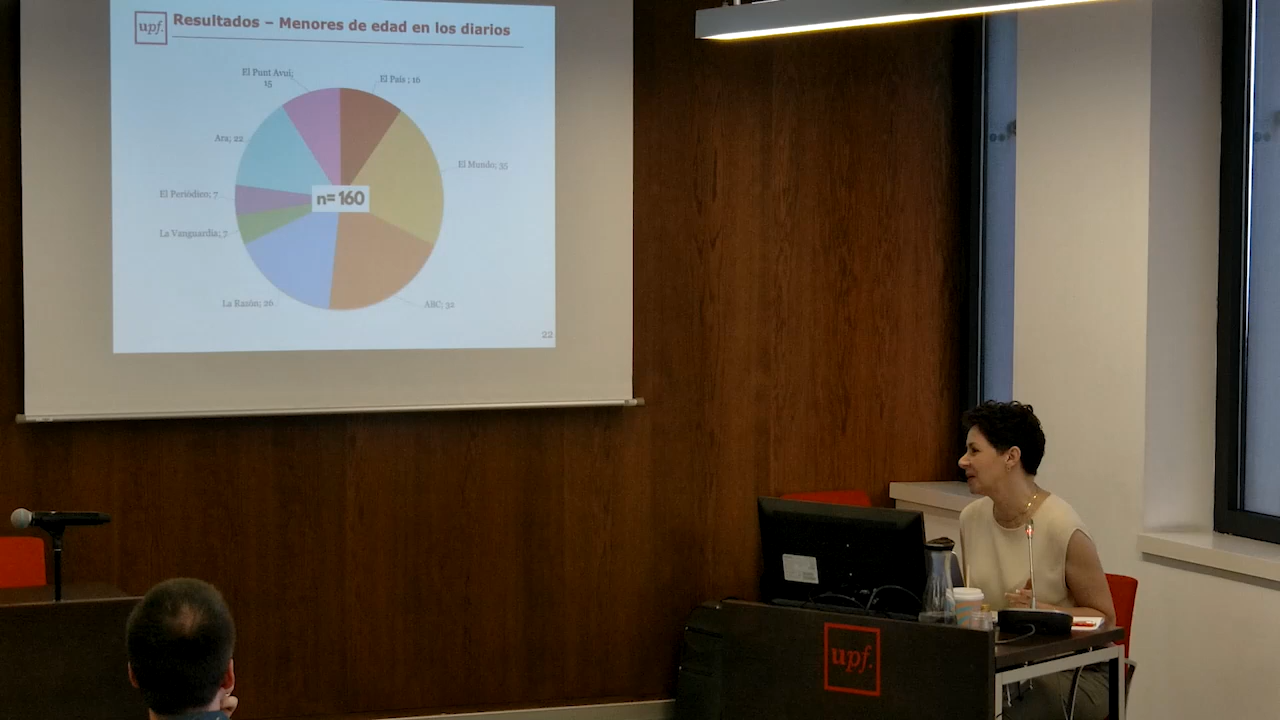 upf.
Resultados – Menores de edad en los diarios
El Punt Avui;
15
El País ; 16
Ara; 22
El Mundo; 35
El Periódico; 7
n= 160
La Vanguardia; 7
La Razón; 26
ABC; 32
22
upf.